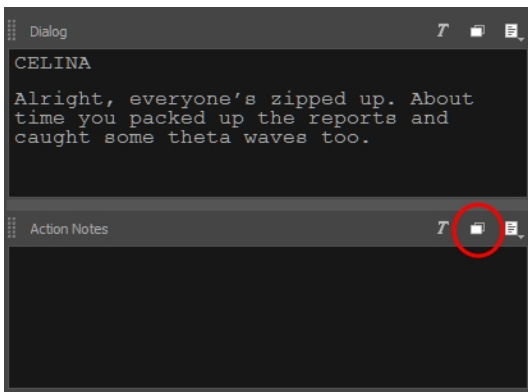 Dialog T
CELINA
Alright, everyone's zipped up. About
time you packed up the reports and
caught some theta waves too.
Action Notes T